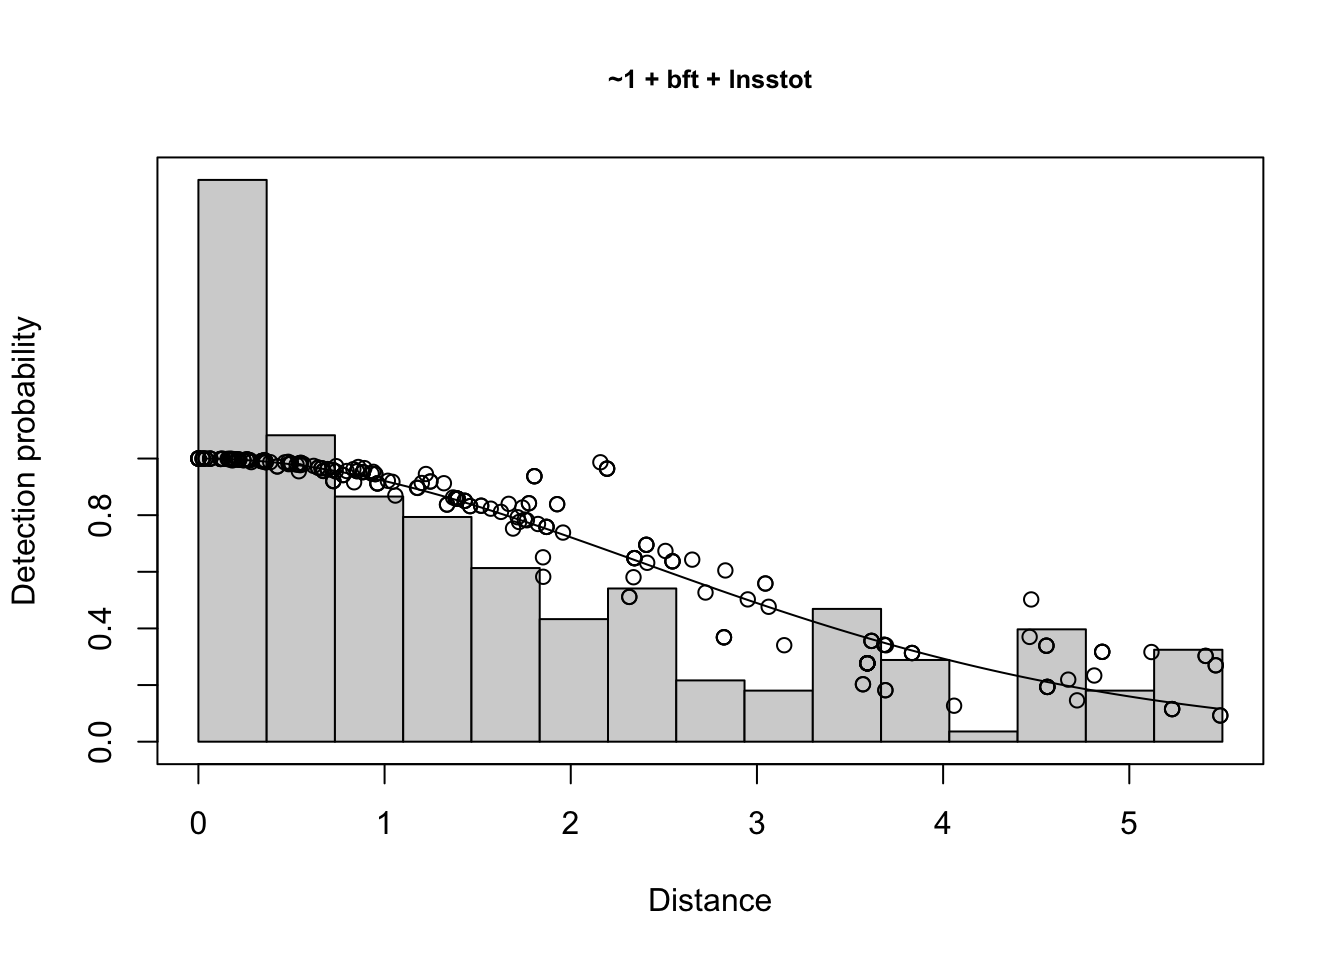 ~1 + bft + lnsstot
Detection probability
0.8
0.4
0.0
0 1 2 3 4 5
Distance